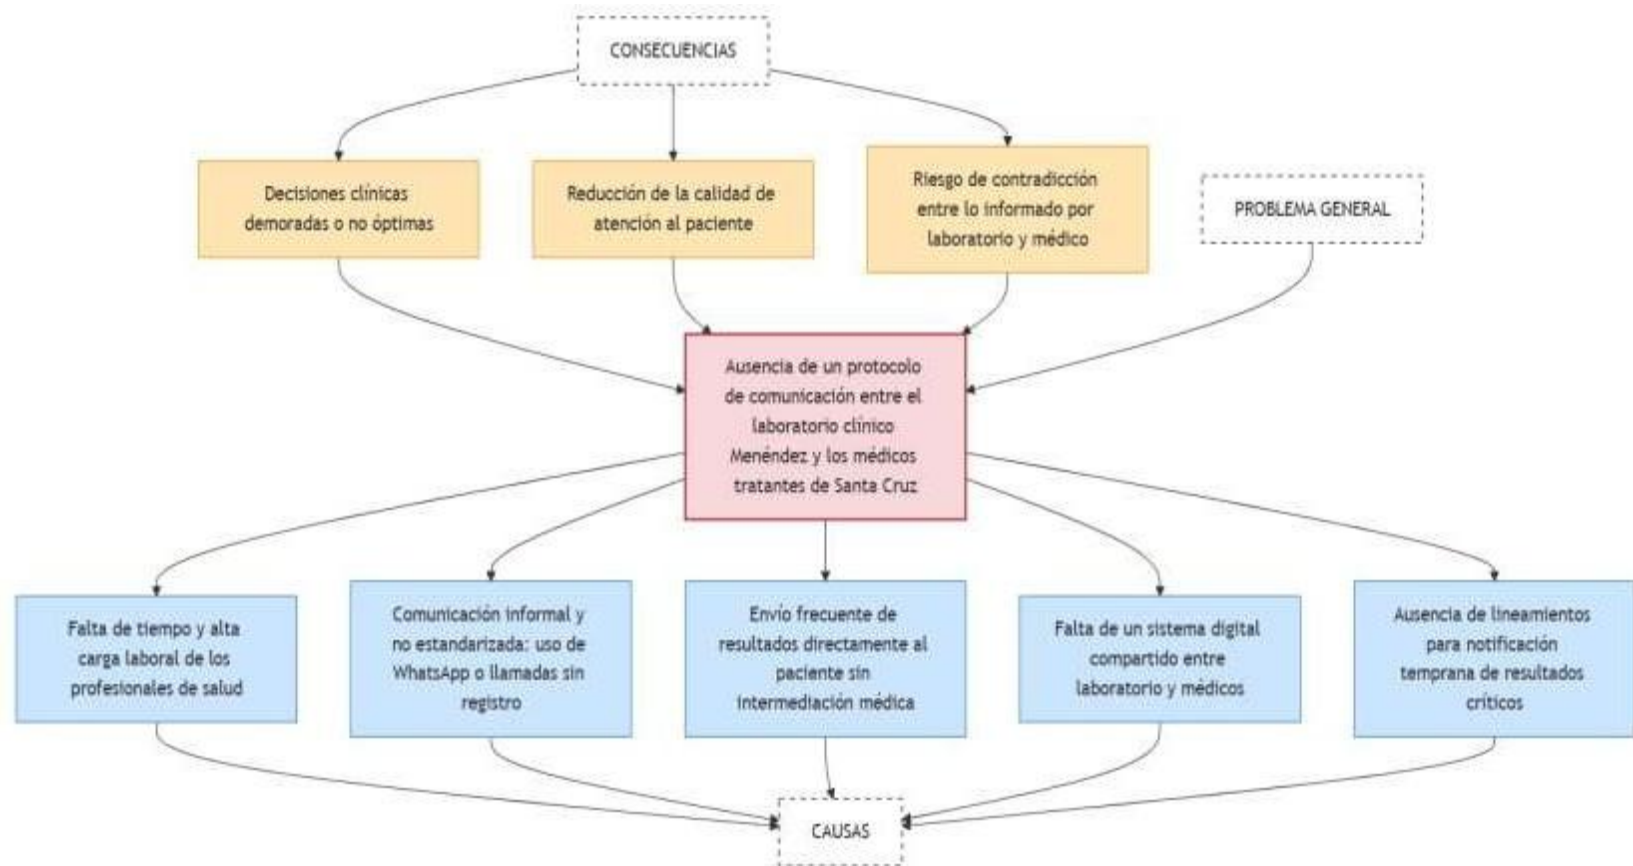 CONSECUENCIAS
Decisiones clínicas
demoradas o no óptimas
Reducción de la calidad de
atención al paciente
Riesgo de contradicción
entre lo informado por
laboratorio y médico
PROBLEMA GENERAL
Ausencia de un protocolo
de comunicación entre el
laboratorio clínico
Menéndez y los médicos
tratantes de Santa Cruz
Falta de tiempo y alta
carga laboral de los
profesionales de salud
Comunicación informal y
no estandarizada: uso de
WhatsApp o llamadas sin
registro
Envío frecuente de
resultados directamente al
paciente sin
intermediación médica
Falta de un sistema digital
compartido entre
laboratorio y médicos
Ausencia de lineamientos
para notificación
temprana de resultados
críticos
CAUSAS